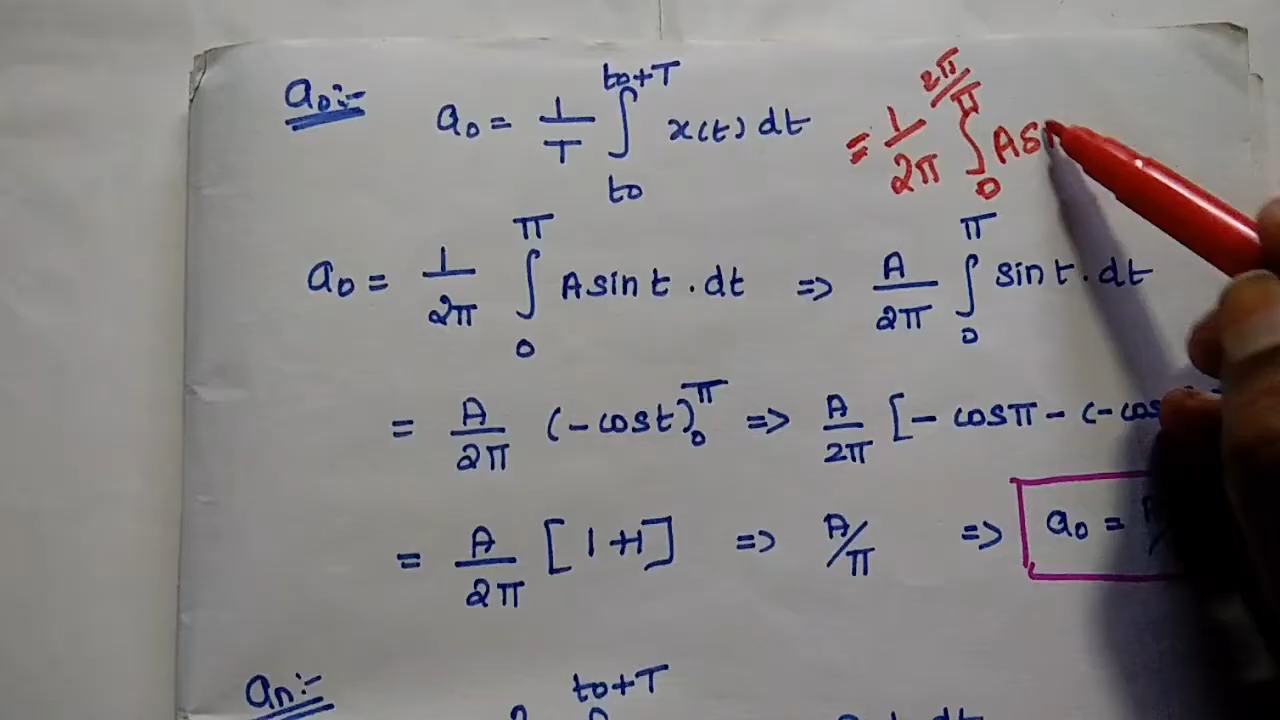 a₀:- a₀ = 1/T ∫_{t0}^{t0+T} x(t) dt = 1/2π ∫_0^{2π/π} A
a₀ = 1/2π ∫_0^π A sin t . dt ⇒ A/2π ∫_0^π sin t . dt
= A/2π (-cos t)_0^π ⇒ A/2π [- cos π - (- cos
= A/2π [1+1] ⇒ A/π ⇒ a₀ =
aₙ:- t0+T